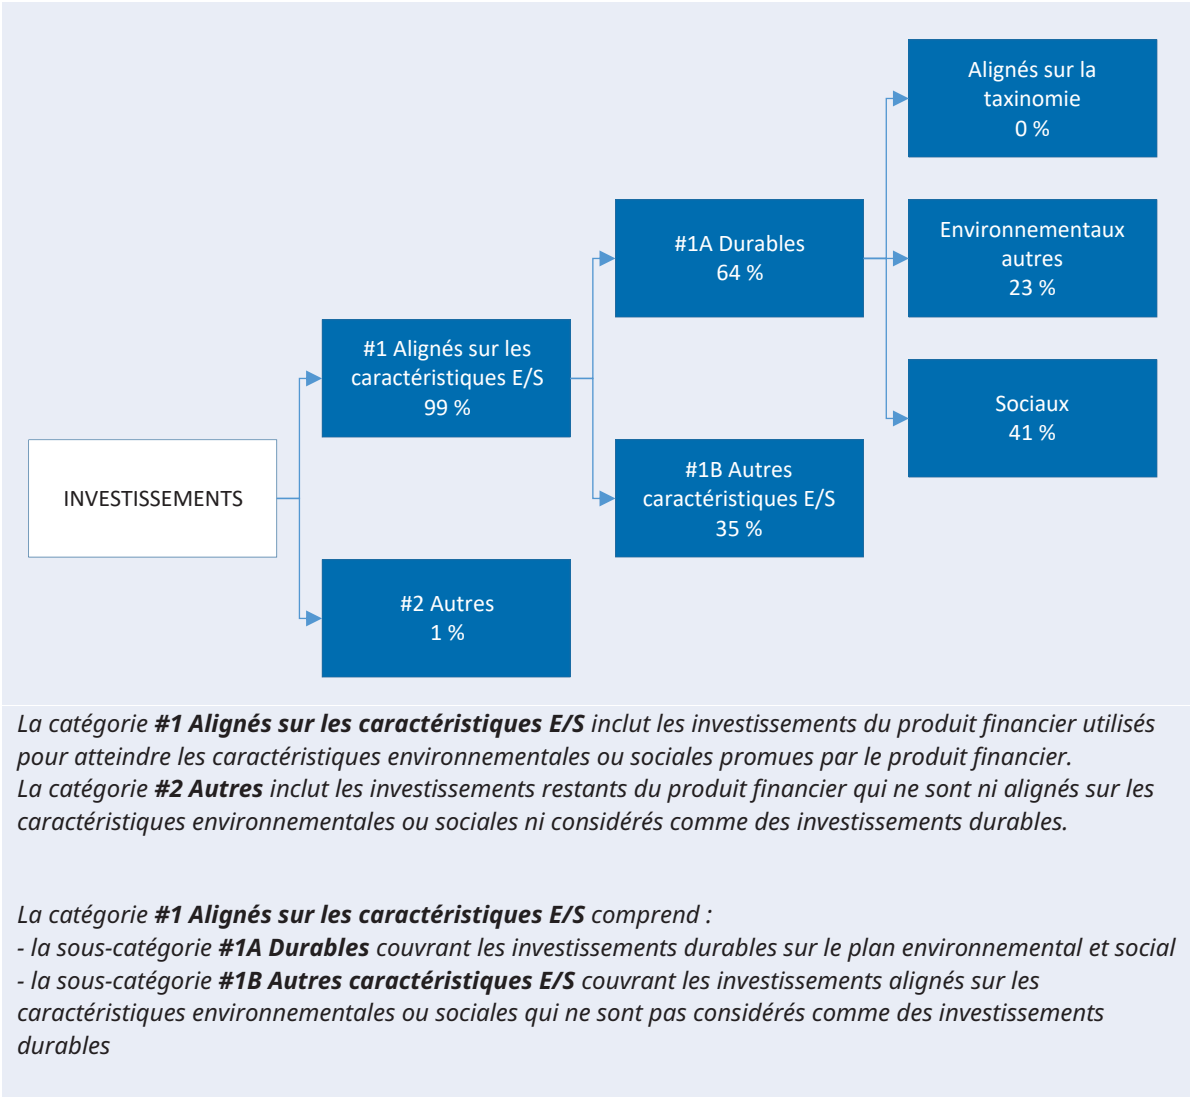 Alignés sur la
taxinomie
0 %
#1A Durables
64 %
Environnementaux
autres
23 %
#1 Alignés sur les
caractéristiques E/S
99 %
Sociaux
41 %
INVESTISSEMENTS
#1B Autres
caractéristiques E/S
35 %
#2 Autres
1 %
La catégorie #1 Alignés sur les caractéristiques E/S inclut les investissements du produit financier utilisés
pour atteindre les caractéristiques environnementales ou sociales promues par le produit financier.
La catégorie #2 Autres inclut les investissements restants du produit financier qui ne sont ni alignés sur les
caractéristiques environnementales ou sociales ni considérés comme des investissements durables.
La catégorie #1 Alignés sur les caractéristiques E/S comprend :
- la sous-catégorie #1A Durables couvrant les investissements durables sur le plan environnemental et social
- la sous-catégorie #1B Autres caractéristiques E/S couvrant les investissements alignés sur les
caractéristiques environnementales ou sociales qui ne sont pas considérés comme des investissements
durables